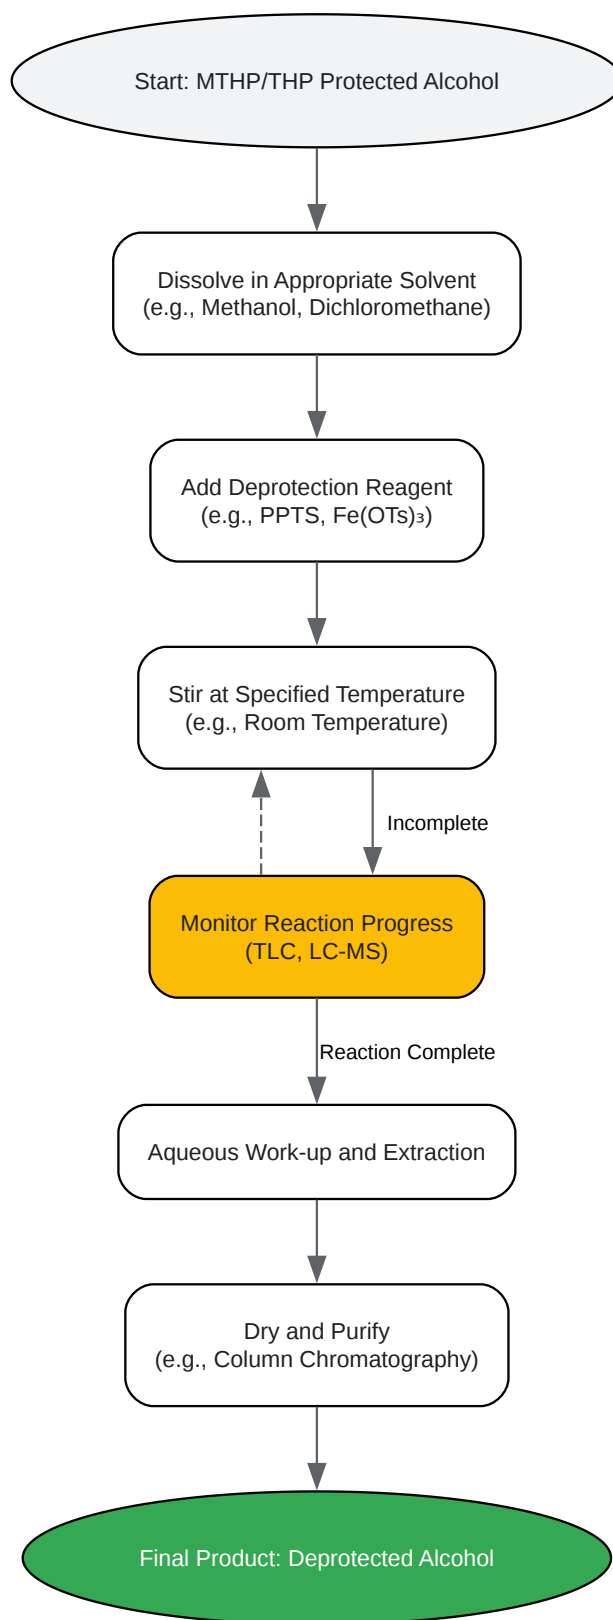 Start: MTHP/THP Protected Alcohol
Dissolve in Appropriate Solvent
(e.g., Methanol, Dichloromethane)
Add Deprotection Reagent
(e.g., PPTS, Fe(OTs)₃)
Stir at Specified Temperature
(e.g., Room Temperature)
Incomplete
Monitor Reaction Progress
(TLC, LC-MS)
Reaction Complete
Aqueous Work-up and Extraction
Dry and Purify
(e.g., Column Chromatography)
Final Product: Deprotected Alcohol